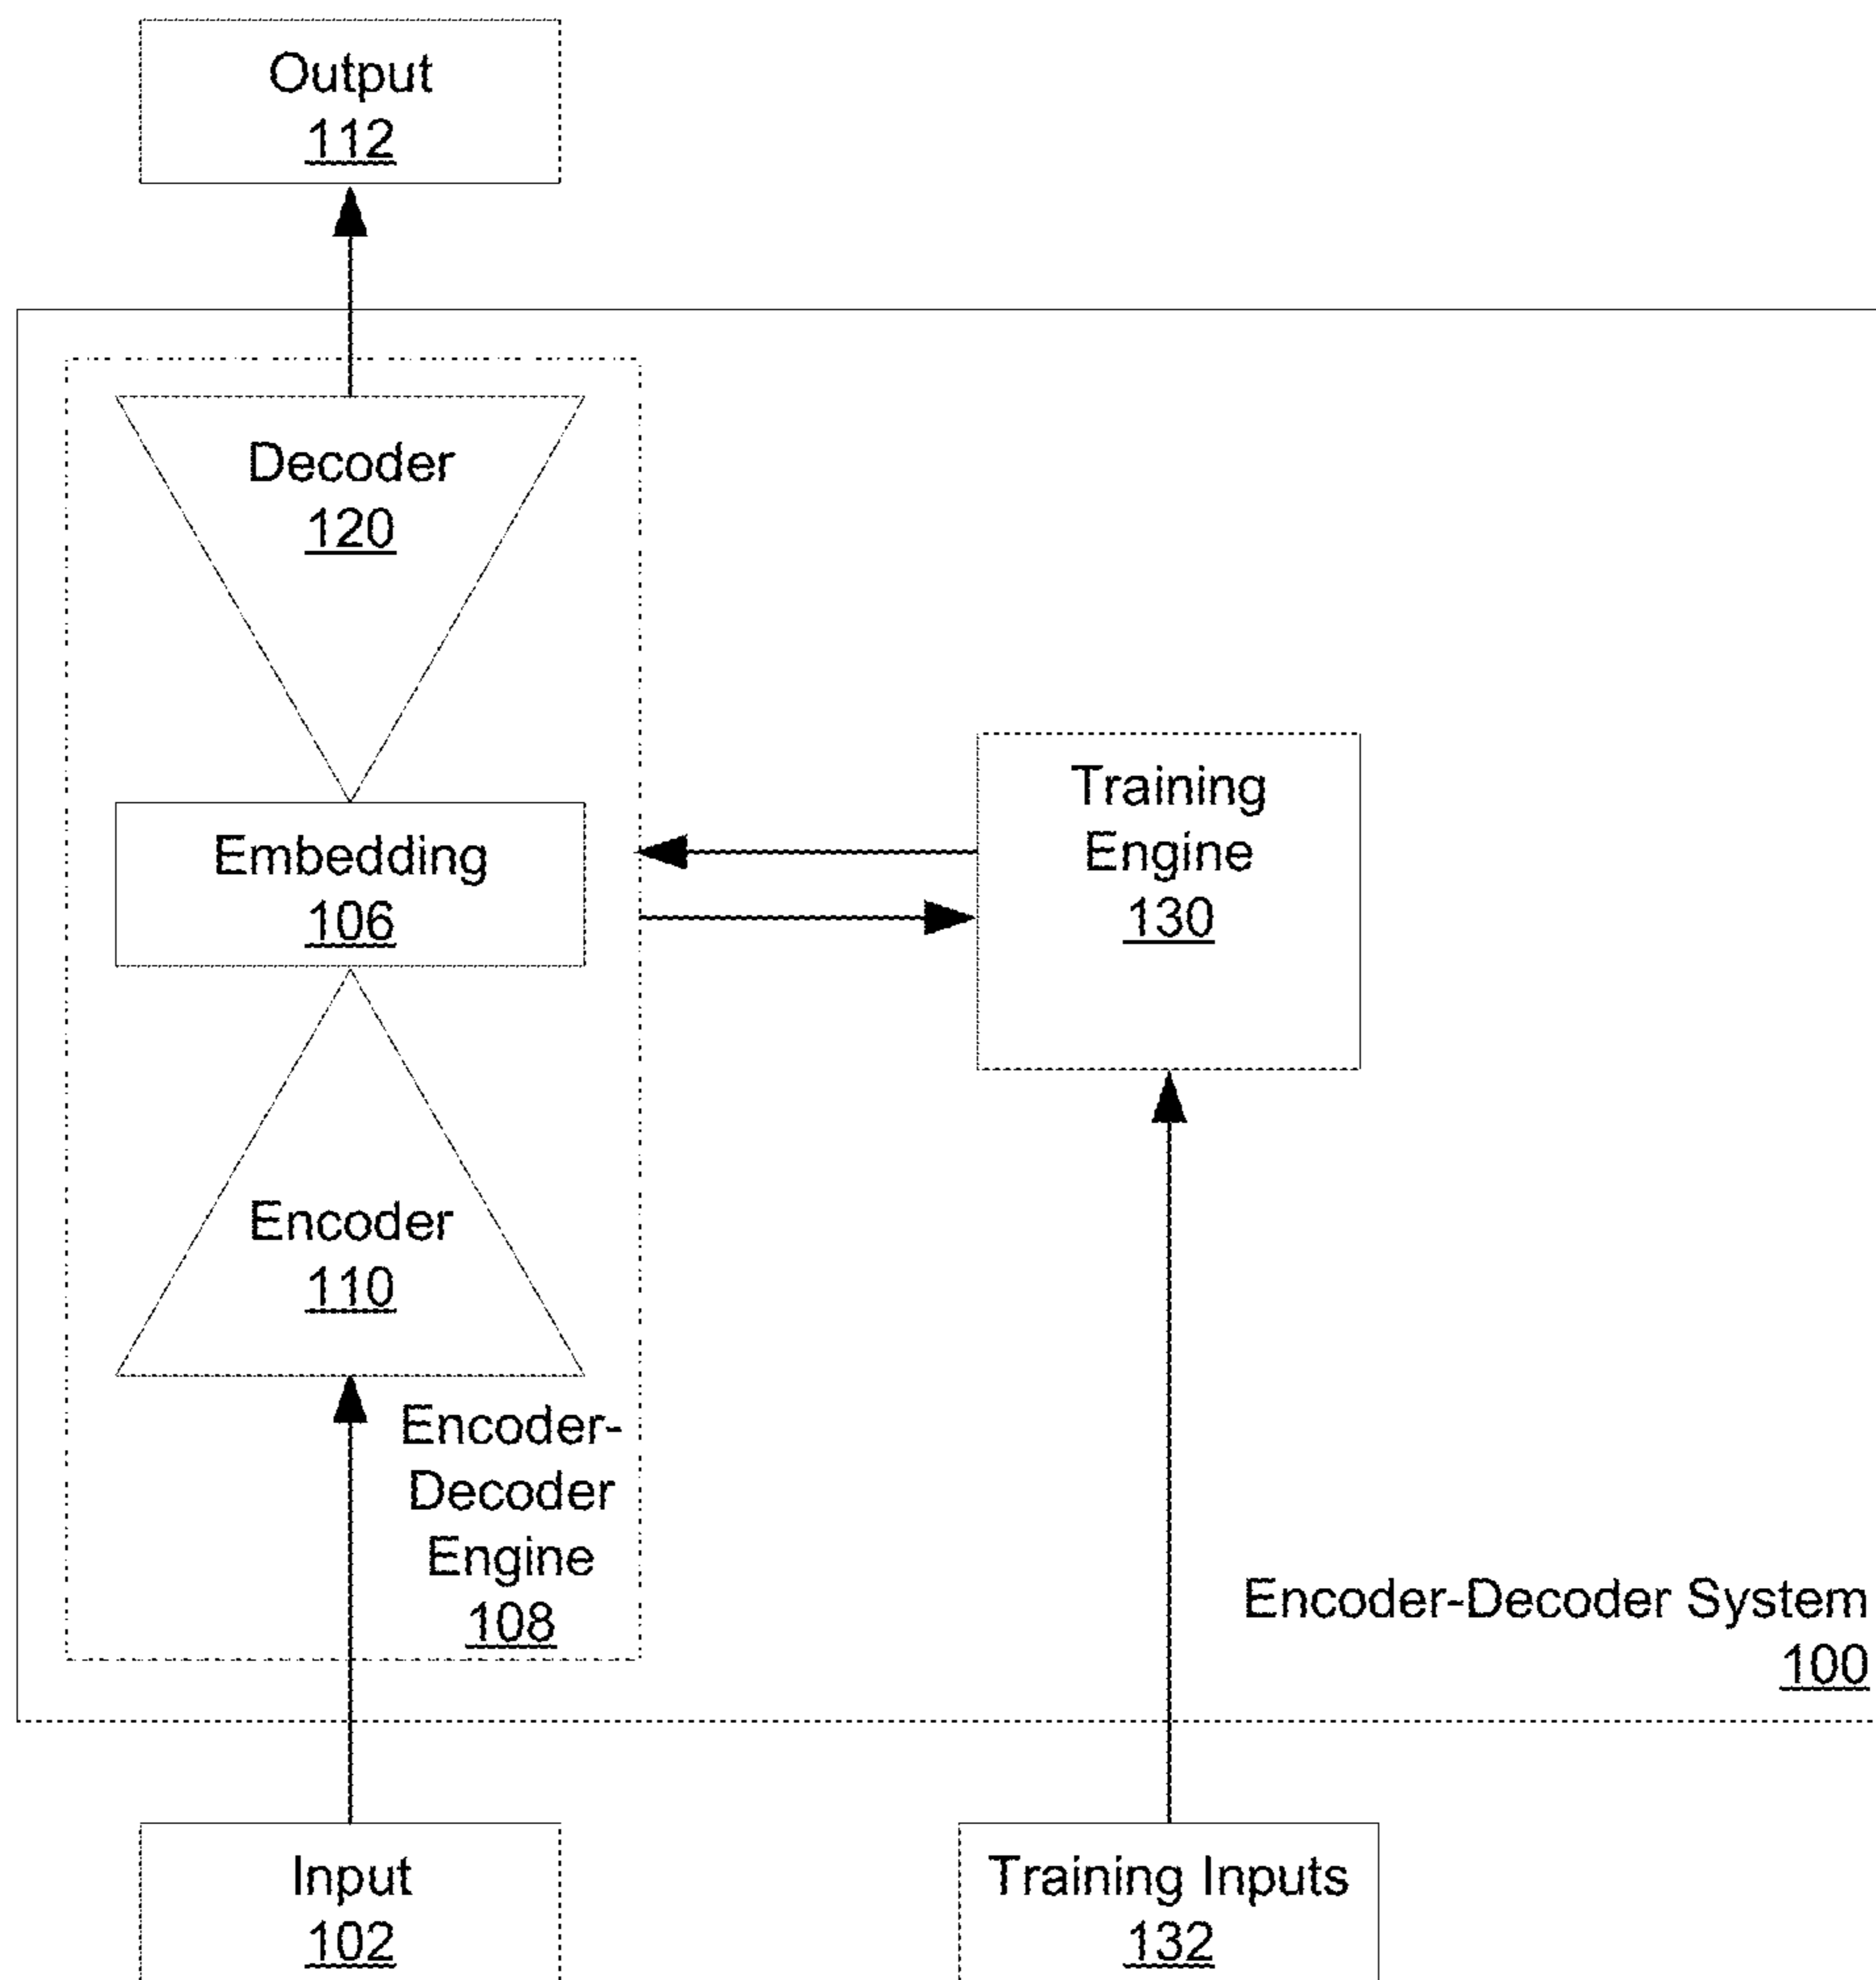 Output
112
Decoder
120
Embedding
106
Training
Engine
130
Encoder
110
Encoder-
Decoder
Engine
108
Encoder-Decoder System
100
Input
102
Training Inputs
132